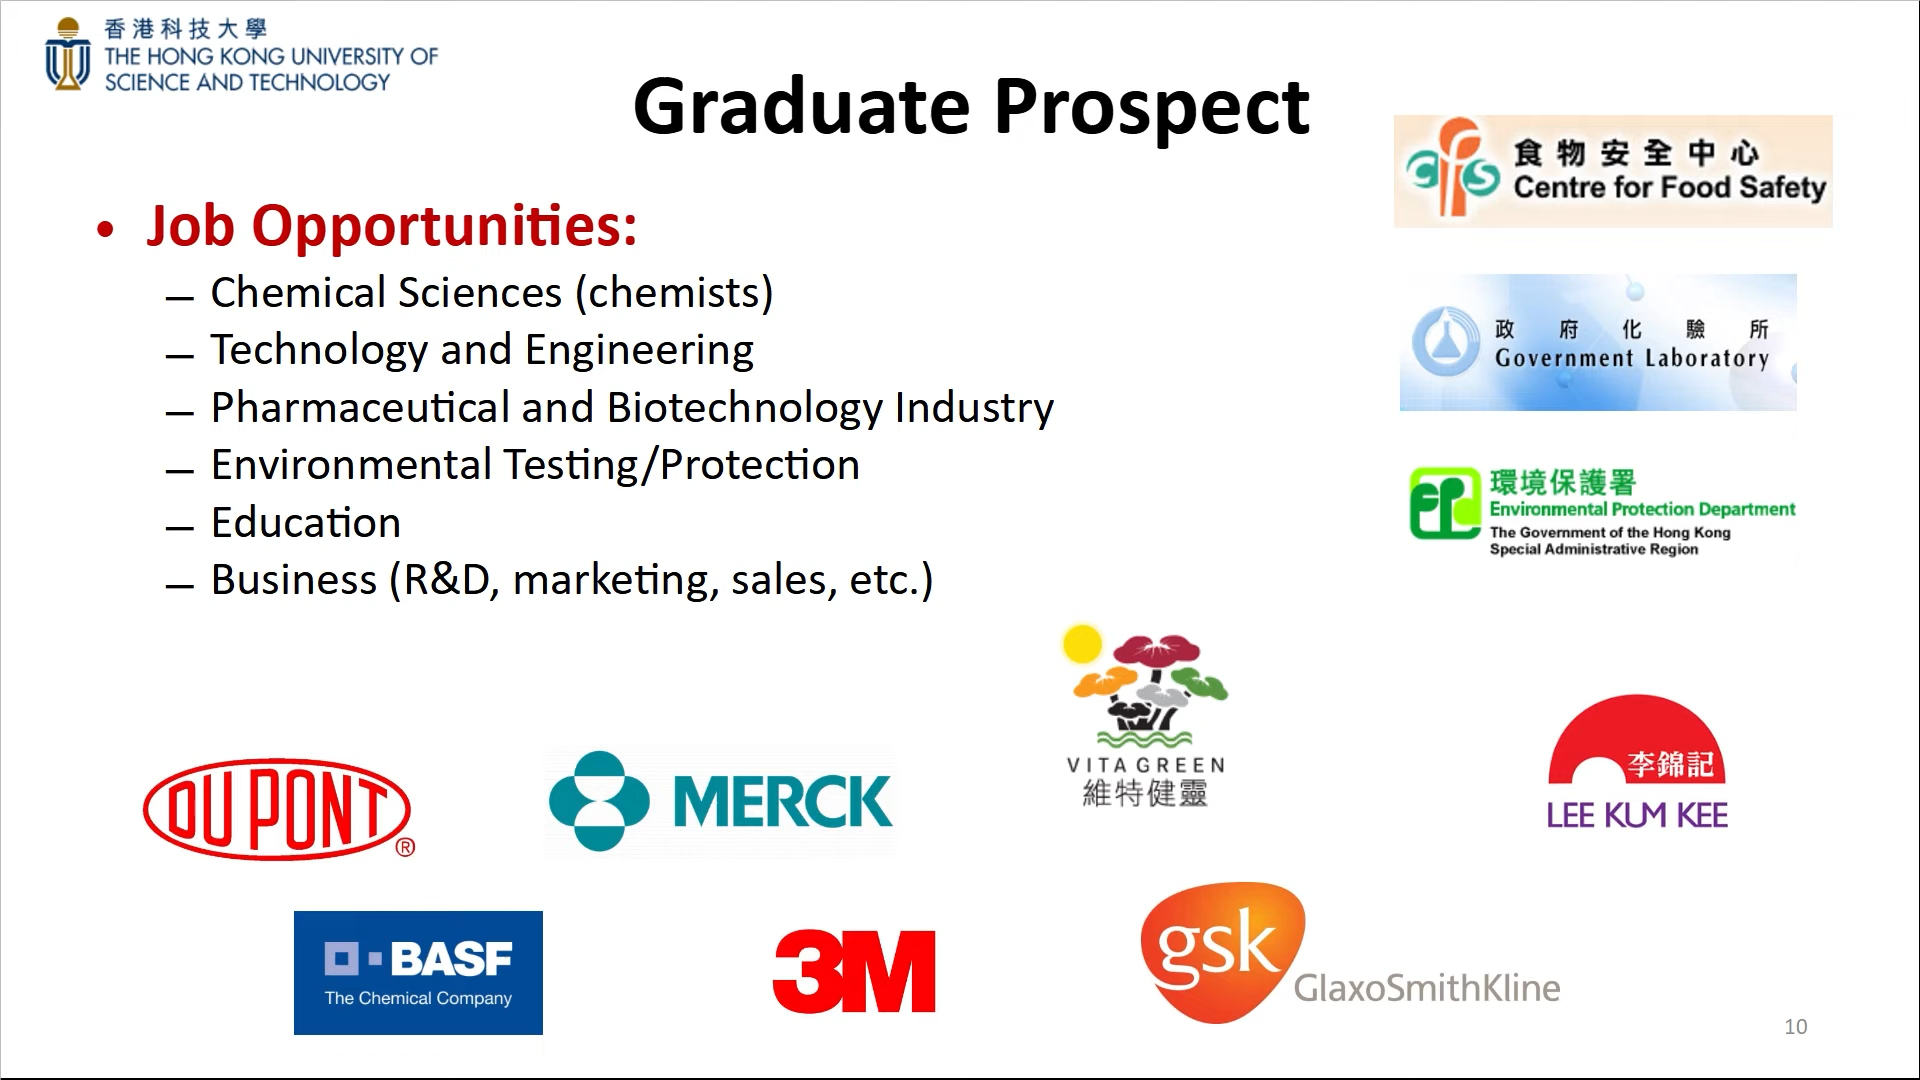 香港科技大學
THE HONG KONG UNIVERSITY OF
SCIENCE AND TECHNOLOGY
Graduate Prospect
cfs
食物安全中心
Centre for Food Safety
• Job Opportunities:
– Chemical Sciences (chemists)
– Technology and Engineering
– Pharmaceutical and Biotechnology Industry
– Environmental Testing/Protection
– Education
– Business (R&D, marketing, sales, etc.)
政府化驗所
Government Laboratory
環境保護署
Environmental Protection Department
The Government of the Hong Kong
Special Administrative Region
DU PONT®
MERCK
VITAGREEN
維特健靈
李錦記
LEE KUM KEE
BASF
The Chemical Company
3M
gsk
GlaxoSmithKline
10